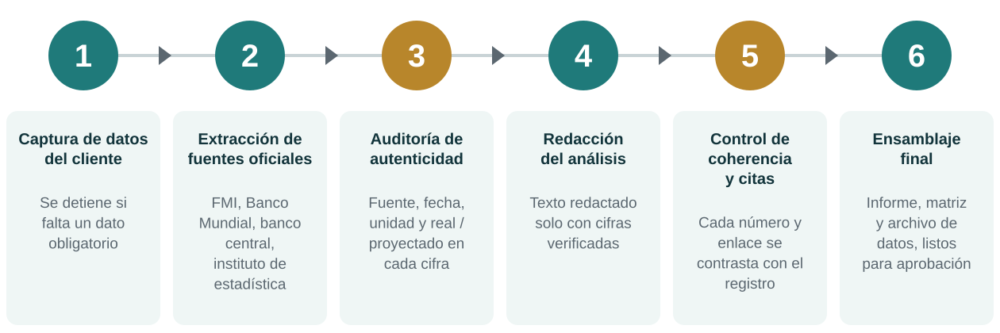 1
2
3
4
5
6
Captura de datos
del cliente
Se detiene si
falta un dato
obligatorio
Extracción de
fuentes oficiales
FMI, Banco
Mundial, banco
central,
instituto de
estadística
Auditoría de
autenticidad
Fuente, fecha,
unidad y real /
proyectado en
cada cifra
Redacción
del análisis
Texto redactado
solo con cifras
verificadas
Control de
coherencia
y citas
Cada número y
enlace se
contrasta con el
registro
Ensamblaje
final
Informe, matriz
y archivo de
datos, listos
para aprobación